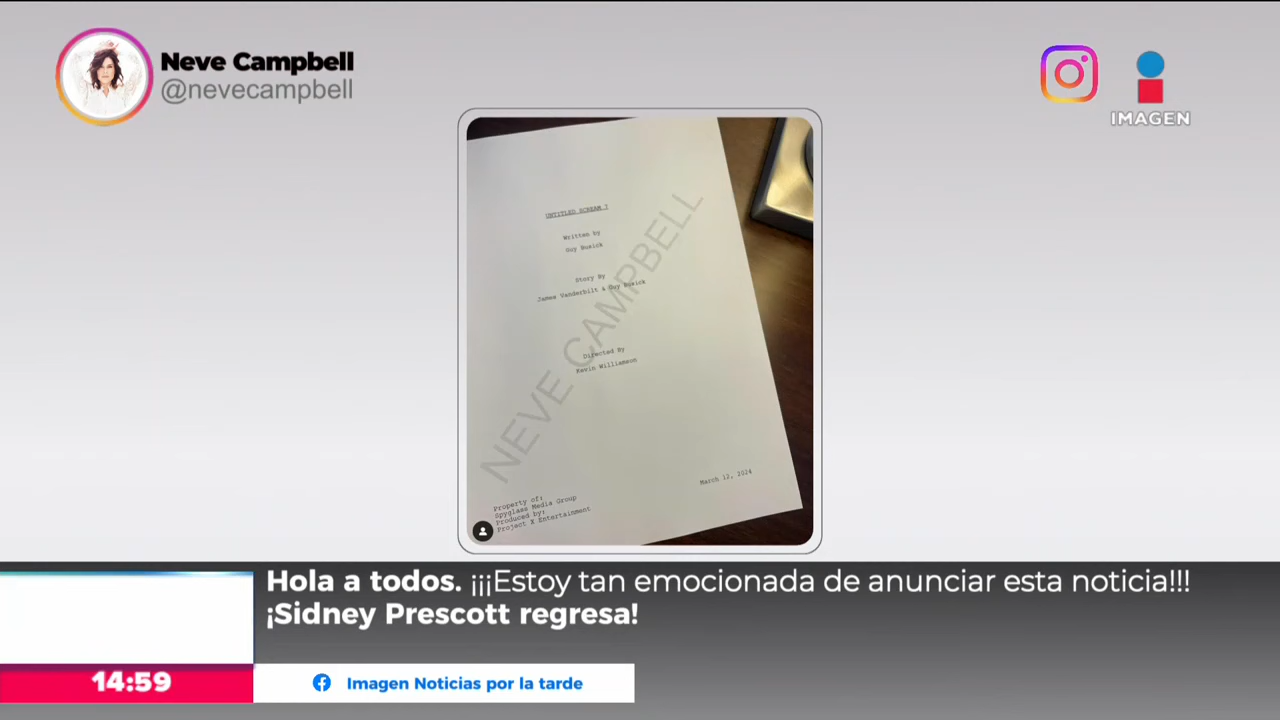 Neve Campbell
@nevecampbell
IMAGEN
UNTITLED SCREAM 7
Written by
Guy Busick
Story By
James Vanderbilt & Guy Busick
Directed By
Kevin Williamson
NEVE CAMPBELL
March 12, 2024
Property of:
Spyglass Media Group
Produced by:
Project X Entertainment
Hola a todos. ¡¡¡Estoy tan emocionada de anunciar esta noticia!!!
¡Sidney Prescott regresa!
14:59
Imagen Noticias por la tarde